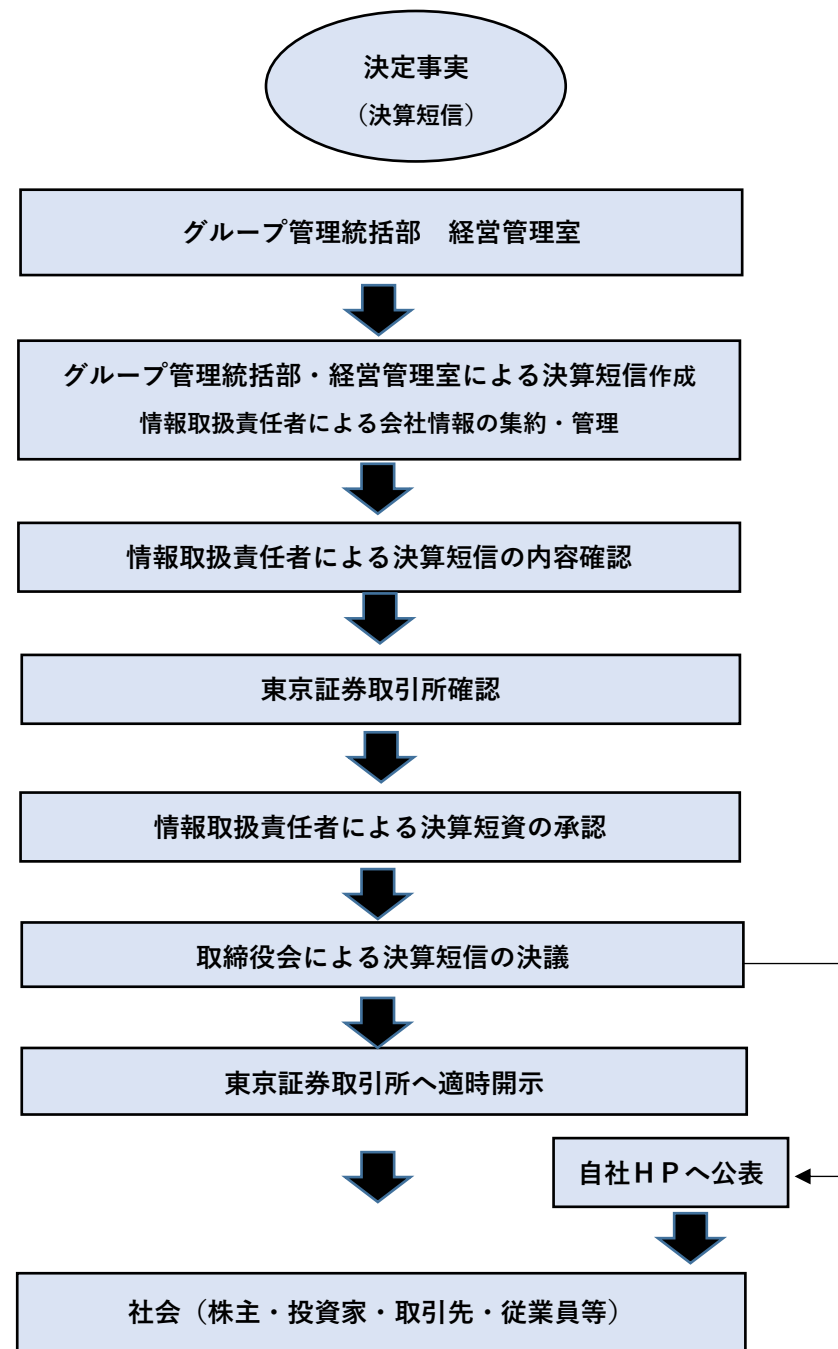 決定事実
(決算短信)
グループ管理統括部　経営管理室
グループ管理統括部・経営管理室による決算短信作成
情報取扱責任者による会社情報の集約・管理
情報取扱責任者による決算短信の内容確認
東京証券取引所確認
情報取扱責任者による決算短資の承認
取締役会による決算短信の決議
東京証券取引所へ適時開示
自社ＨＰへ公表
社会（株主・投資家・取引先・従業員等）